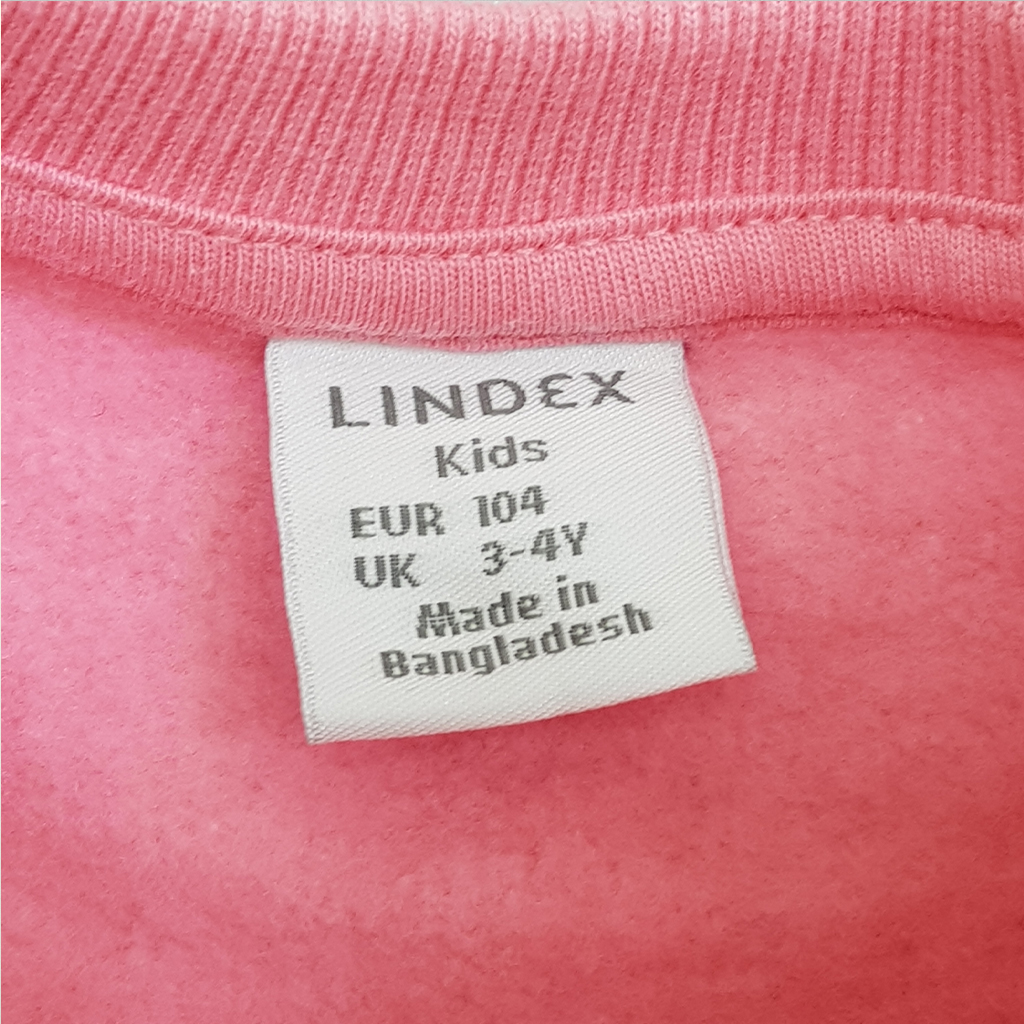 LINDEX
Kids
EUR 104
UK 3-4Y
Made in
Bangladesh